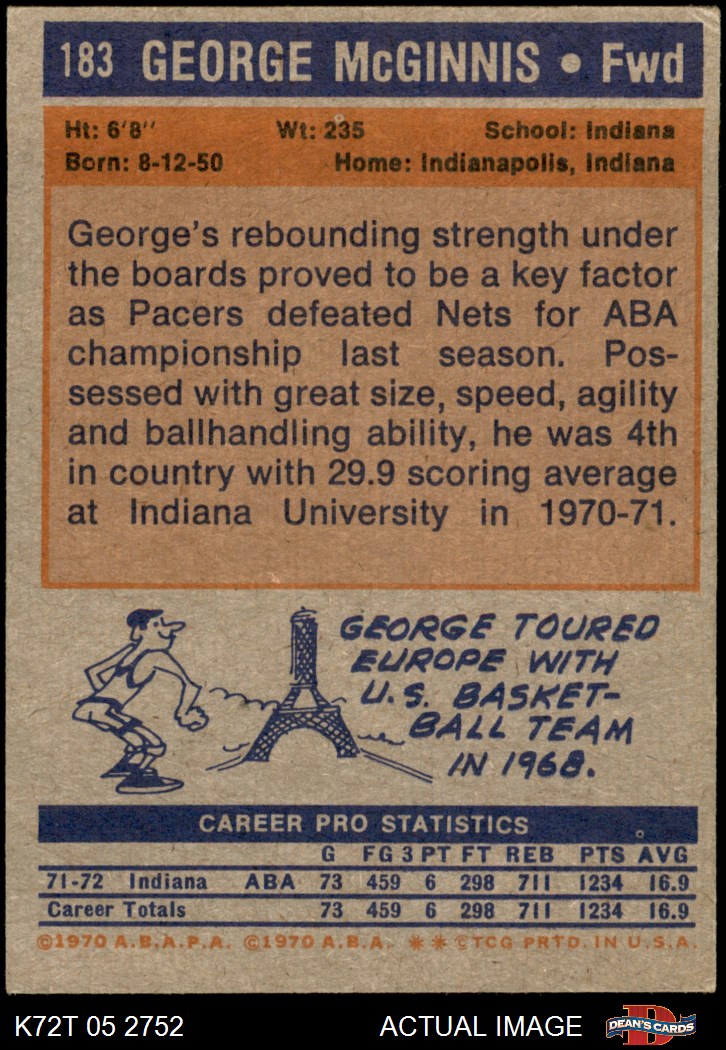 183 GEORGE McGINNIS • Fwd
Ht: 6'8" Wt: 235 School: Indiana
Born: 8-12-50 Home: Indianapolis, Indiana
George's rebounding strength under
the boards proved to be a key factor
as Pacers defeated Nets for ABA
championship last season. Pos-
sessed with great size, speed, agility
and ballhandling ability, he was 4th
in country with 29.9 scoring average
at Indiana University in 1970-71.
GEORGE TOURED
EUROPE WITH
U.S. BASKET-
BALL TEAM
IN 1968.
CAREER PRO STATISTICS
G FG 3 PT FT REB PTS AVG
71-72 Indiana ABA 73 459 6 298 711 1234 16.9
Career Totals 73 459 6 298 711 1234 16.9
©1970 A.B.A.P.A. ©1970 A.B.A. ** ©TCG PRTD. IN U.S.A.
K72T 05 2752 ACTUAL IMAGE D DEAN'S CARDS